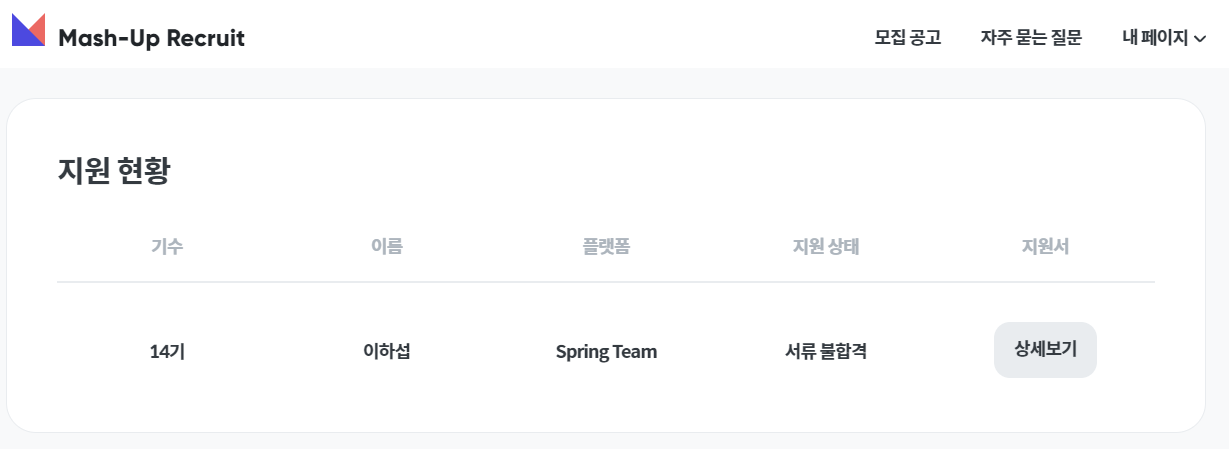 Mash-Up Recruit 모집 공고 자주 묻는 질문 내 페이지
지원 현황
기수 이름 플랫폼 지원 상태 지원서
14기 이하섭 Spring Team 서류 불합격 상세보기